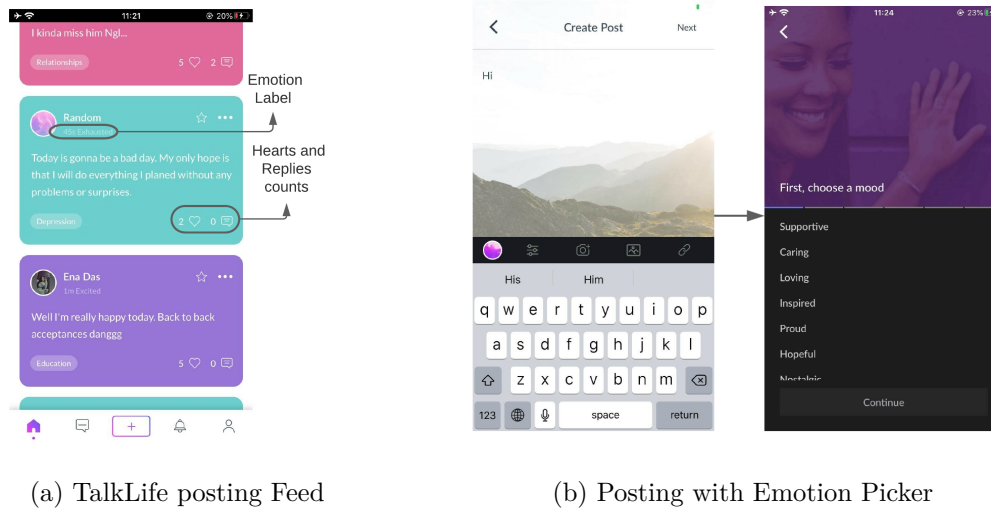 11:21
20%
I kinda miss him Ngl...
Relationships
5
2
Random
45s Exhausted
Today is gonna be a bad day. My only hope is
that I will do everything I planed without any
problems or surprises.
Depression
2
0
Ena Das
1m Excited
Well I'm really happy today. Back to back
acceptances danggg
Education
5
0
Emotion
Label
Hearts and
Replies
counts
(a) TalkLife posting Feed
Create Post
Next
Hi
His
Him
q w e r t y u i o p
a s d f g h j k l
z x c v b n m
123
space
return
11:24
23%
First, choose a mood
Supportive
Caring
Loving
Inspired
Proud
Hopeful
Nostalgic
Continue
(b) Posting with Emotion Picker